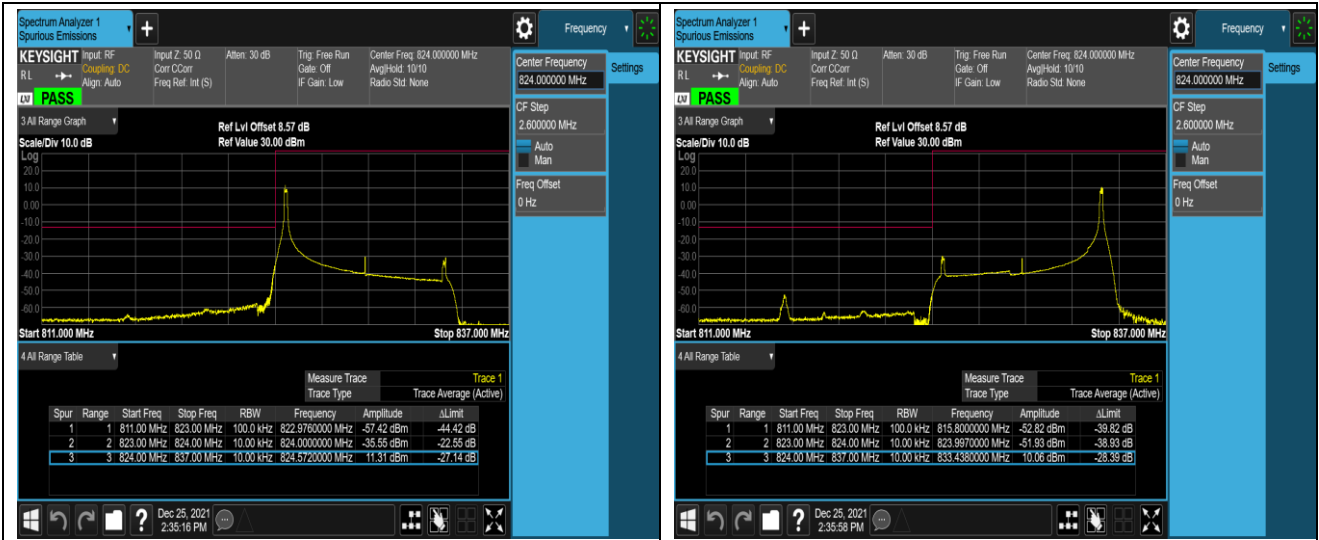 Spectrum Analyzer 1
Spurious Emissions
+
Frequency
KEYSIGHT Input: RF Input Z: 50 Ω Atten: 30 dB Trig: Free Run Center Freq: 824.000000 MHz
Coupling: DC Corr CCorr Gate: Off Avg|Hold: 10/10
RL Align: Auto Freq Ref: Int (S) IF Gain: Low Radio Std: None
LXI PASS
Center Frequency
824.000000 MHz
Settings
CF Step
2.600000 MHz
Auto
Man
Freq Offset
0 Hz
3 All Range Graph
Ref Lvl Offset 8.57 dB
Scale/Div 10.0 dB Ref Value 30.00 dBm
Log
20.0
10.0
0.00
-10.0
-20.0
-30.0
-40.0
-50.0
-60.0
Start 811.000 MHz Stop 837.000 MHz
4 All Range Table
Measure Trace Trace 1
Trace Type Trace Average (Active)
Spur Range Start Freq Stop Freq RBW Frequency Amplitude ΔLimit
1 1 811.00 MHz 823.00 MHz 100.0 kHz 822.9760000 MHz -57.42 dBm -44.42 dB
2 2 823.00 MHz 824.00 MHz 10.00 kHz 824.0000000 MHz -35.55 dBm -22.55 dB
3 3 824.00 MHz 837.00 MHz 10.00 kHz 824.5720000 MHz 11.31 dBm -27.14 dB
?
Dec 25, 2021
2:35:16 PM
Spectrum Analyzer 1
Spurious Emissions
+
Frequency
KEYSIGHT Input: RF Input Z: 50 Ω Atten: 30 dB Trig: Free Run Center Freq: 824.000000 MHz
Coupling: DC Corr CCorr Gate: Off Avg|Hold: 10/10
RL Align: Auto Freq Ref: Int (S) IF Gain: Low Radio Std: None
LXI PASS
Center Frequency
824.000000 MHz
Settings
CF Step
2.600000 MHz
Auto
Man
Freq Offset
0 Hz
3 All Range Graph
Ref Lvl Offset 8.57 dB
Scale/Div 10.0 dB Ref Value 30.00 dBm
Log
20.0
10.0
0.00
-10.0
-20.0
-30.0
-40.0
-50.0
-60.0
Start 811.000 MHz Stop 837.000 MHz
4 All Range Table
Measure Trace Trace 1
Trace Type Trace Average (Active)
Spur Range Start Freq Stop Freq RBW Frequency Amplitude ΔLimit
1 1 811.00 MHz 823.00 MHz 100.0 kHz 815.8000000 MHz -52.82 dBm -39.82 dB
2 2 823.00 MHz 824.00 MHz 10.00 kHz 823.9970000 MHz -51.93 dBm -38.93 dB
3 3 824.00 MHz 837.00 MHz 10.00 kHz 833.4380000 MHz 10.06 dBm -28.39 dB
?
Dec 25, 2021
2:35:58 PM